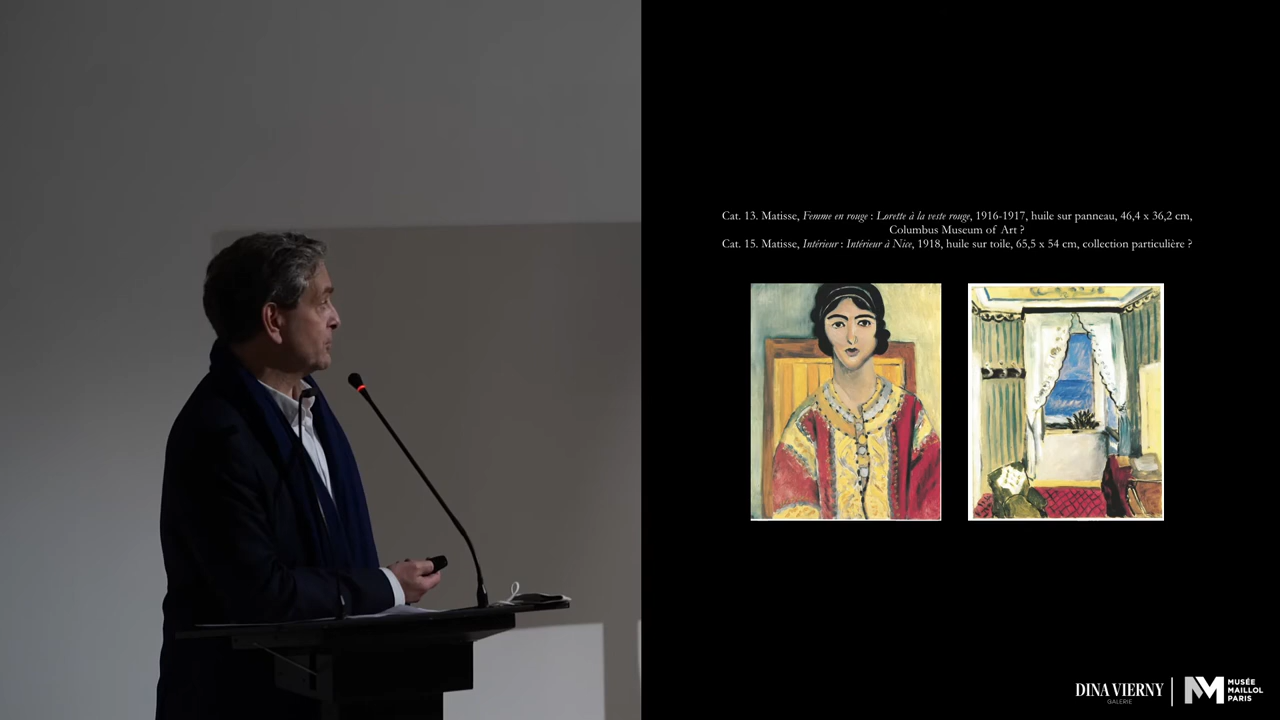 Cat. 13. Matisse, Femme en rouge : Lorette à la veste rouge, 1916-1917, huile sur panneau, 46,4 x 36,2 cm,
Columbus Museum of Art ?
Cat. 15. Matisse, Intérieur : Intérieur à Nice, 1918, huile sur toile, 65,5 x 54 cm, collection particulière ?
DINA VIERNY
GALERIE
MUSÉE
MAILLOL
PARIS